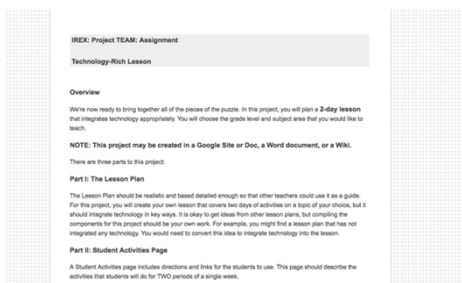 IREX: Project TEAM: Assignment
Technology-Rich Lesson
Overview
We're now ready to bring together all of the pieces of the puzzle. In this project, you will plan a 2-day lesson
that integrates technology appropriately. You will choose the grade level and subject area that you would like to
teach.
NOTE: This project may be created in a Google Site or Doc, a Word document, or a Wiki.
There are three parts to this project:
Part I: The Lesson Plan
The Lesson Plan should be realistic and based detailed enough so that other teachers could use it as a guide.
For this project, you will create your own lesson that covers two days of activities on a topic of your choice, but it
should integrate technology in key ways. It is okay to get ideas from other lesson plans, but compiling the
components for this project should be your own work. For example, you might find a lesson plan that has not
integrated any technology. You would need to convert this idea to integrate technology into the lesson.
Part II: Student Activities Page
A Student Activities page includes directions and links for the students to use. This page should describe the
activities that students will do for TWO periods of a single week.